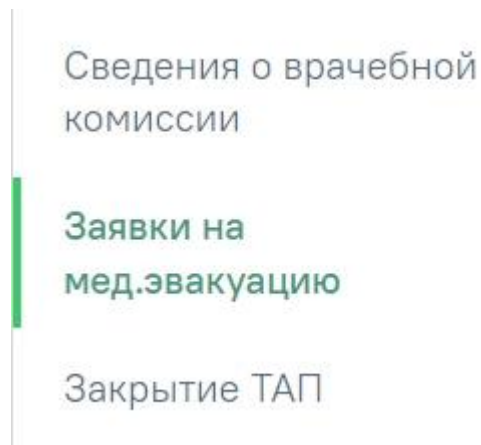 Сведения о врачебной
комиссии
Заявки на
мед.эвакуацию
Закрытие ТАП